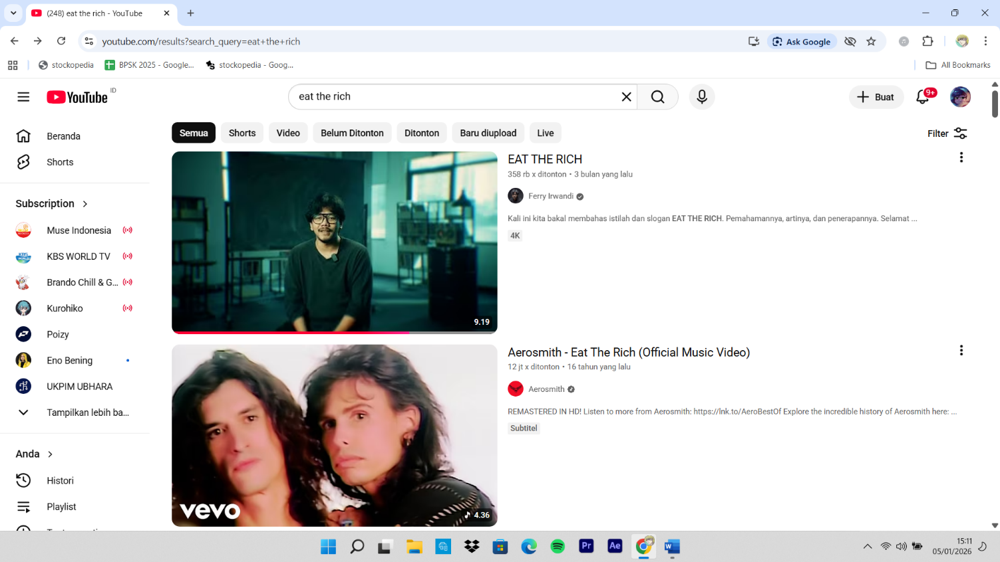 (248) eat the rich - YouTube
youtube.com/results?search_query=eat+the+rich
Ask Google
stockopedia
BPSK 2025 - Google...
stockopedia - Goog...
All Bookmarks
YouTube ID
eat the rich
Buat
9+
Semua
Shorts
Video
Belum Ditonton
Ditonton
Baru diupload
Live
Filter
Beranda
Shorts
Subscription
Muse Indonesia
KBS WORLD TV
Brando Chill & G...
Kurohiko
Poizy
Eno Bening
UKPIM UBHARA
Tampilkan lebih ba...
Anda
Histori
Playlist
9.19
EAT THE RICH
358 rb x ditonton • 3 bulan yang lalu
Ferry Irwandi
Kali ini kita bakal membahas istilah dan slogan EAT THE RICH. Pemahamannya, artinya, dan penerapannya. Selamat ...
4K
vevo
4.36
Aerosmith - Eat The Rich (Official Music Video)
12 jt x ditonton • 16 tahun yang lalu
Aerosmith
REMASTERED IN HD! Listen to more from Aerosmith: https://lnk.to/AeroBestOf Explore the incredible history of Aerosmith here: ...
Subtitel
Pr
Ae
W
15:11
05/01/2026